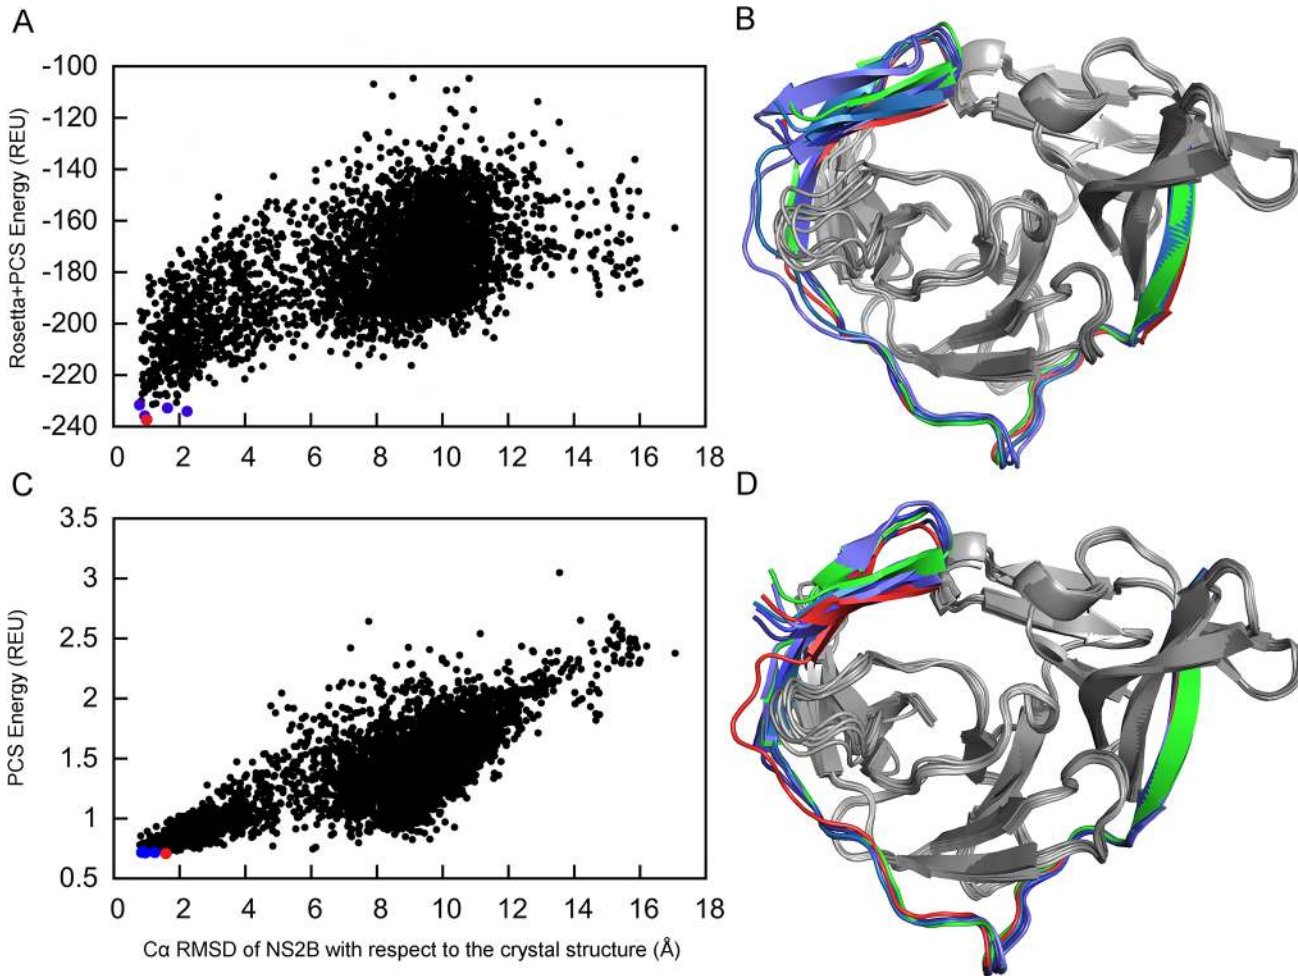 A
B
Rosetta+PCS Energy (REU)
-100
-120
-140
-160
-180
-200
-220
-240
0 2 4 6 8 10 12 14 16 18
C
D
PCS Energy (REU)
3.5
3
2.5
2
1.5
1
0.5
0 2 4 6 8 10 12 14 16 18
Cα RMSD of NS2B with respect to the crystal structure (Å)